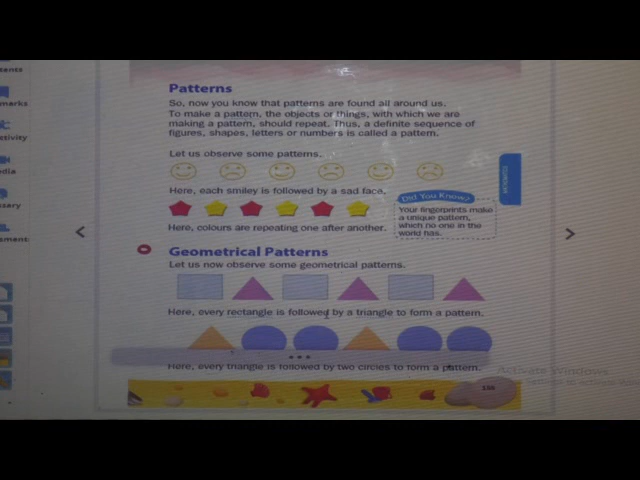 Patterns
So, now you know that patterns are found all around us.
To make a pattern, the objects or things, with which we are
making a pattern, should repeat. Thus, a definite sequence of
figures, shapes, letters or numbers is called a pattern.
Let us observe some patterns.
Here, each smiley is followed by a sad face.
Did You Know?
Your fingerprints make
a unique pattern,
which no one in the
world has.
Here, colours are repeating one after another.
Geometrical Patterns
Let us now observe some geometrical patterns.
Here, every rectangle is followed by a triangle to form a pattern.
Here, every triangle is followed by two circles to form a pattern.
Activate Windows